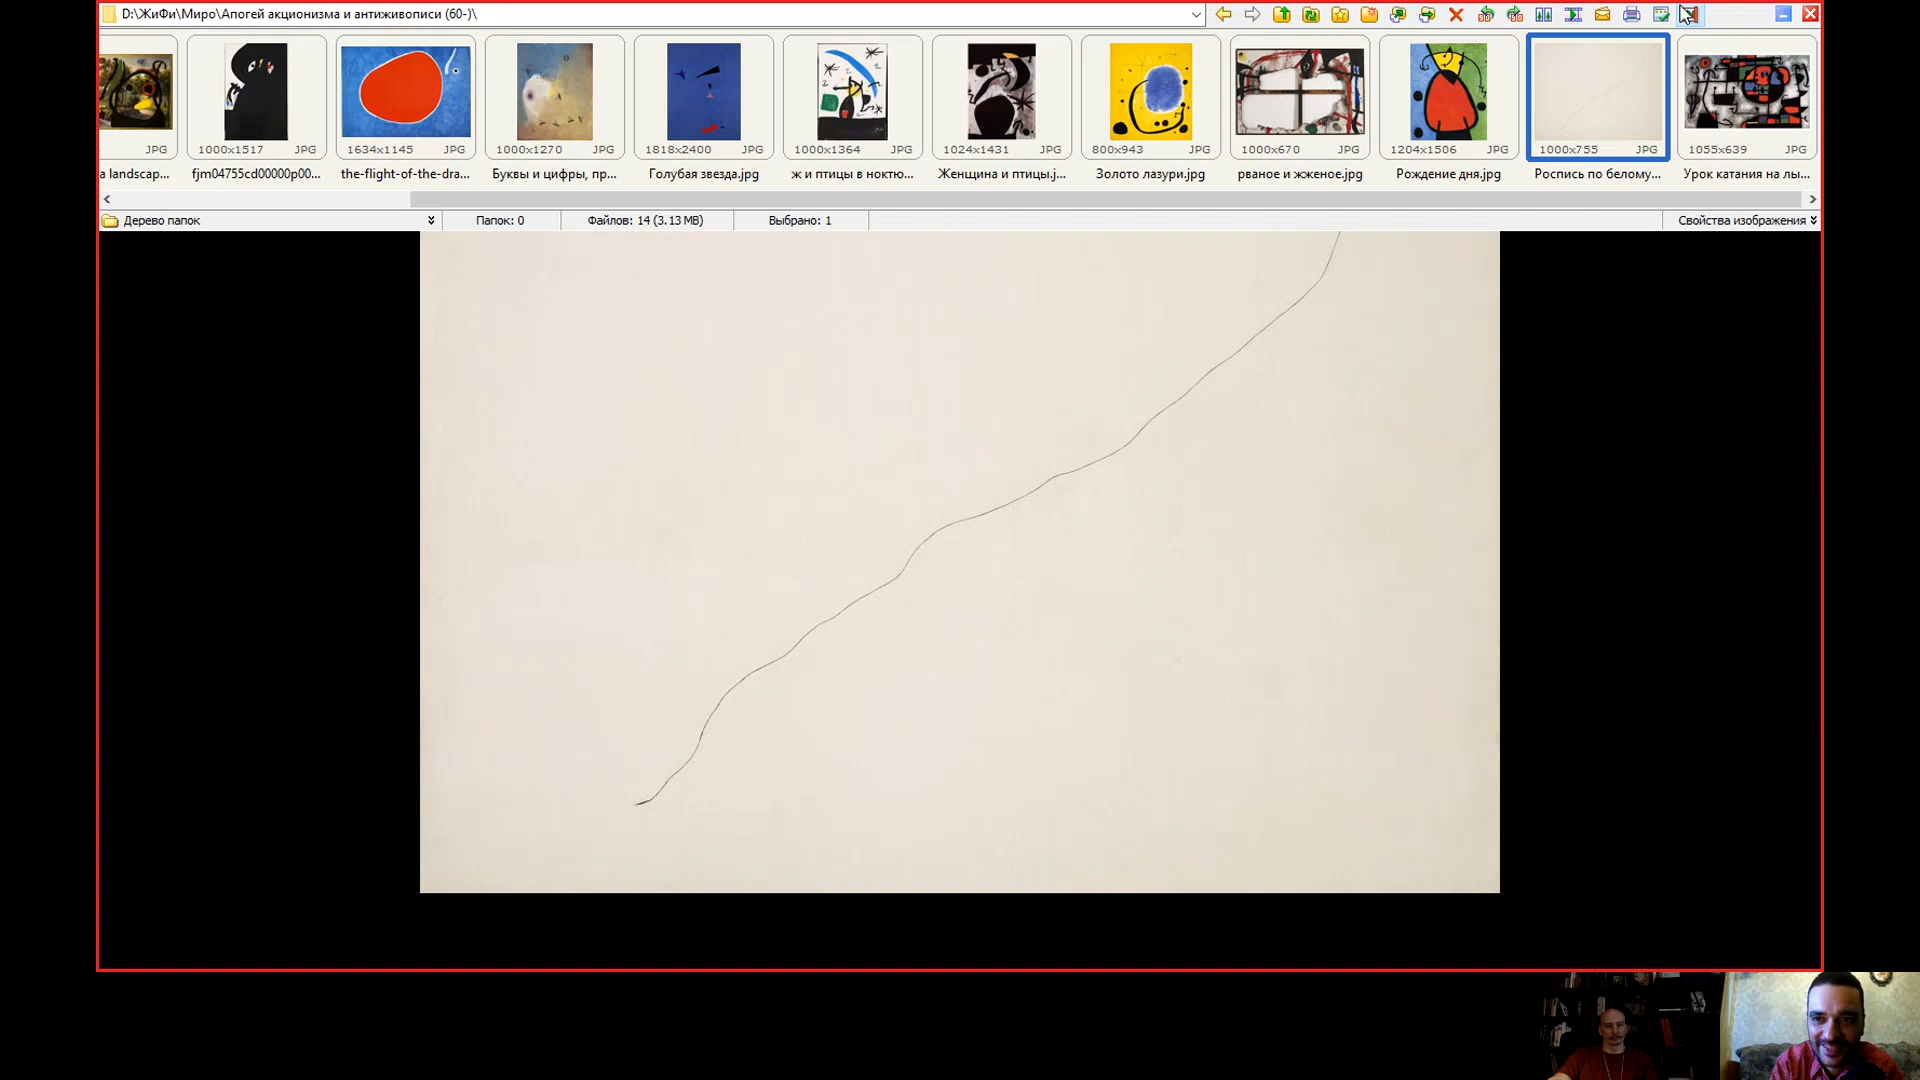 D:\ЖиФи\Миро\Апогей акционизма и антиживописи (60-)\
JPG
1000x1517 JPG
1634x1145 JPG
1000x1270 JPG
1818x2400 JPG
1000x1364 JPG
1024x1431 JPG
800x943 JPG
1000x670 JPG
1204x1506 JPG
1000x755 JPG
1055x639 JPG
a landscap...
fjm04755cd00000p00...
the-flight-of-the-dra...
Буквы и цифры, пр...
Голубая звезда.jpg
ж и птицы в ноктю...
Женщина и птицы.j...
Золото лазури.jpg
рваное и жженое.jpg
Рождение дня.jpg
Роспись по белому...
Урок катания на лы...
Дерево папок
Папок: 0
Файлов: 14 (3.13 MB)
Выбрано: 1
Свойства изображения